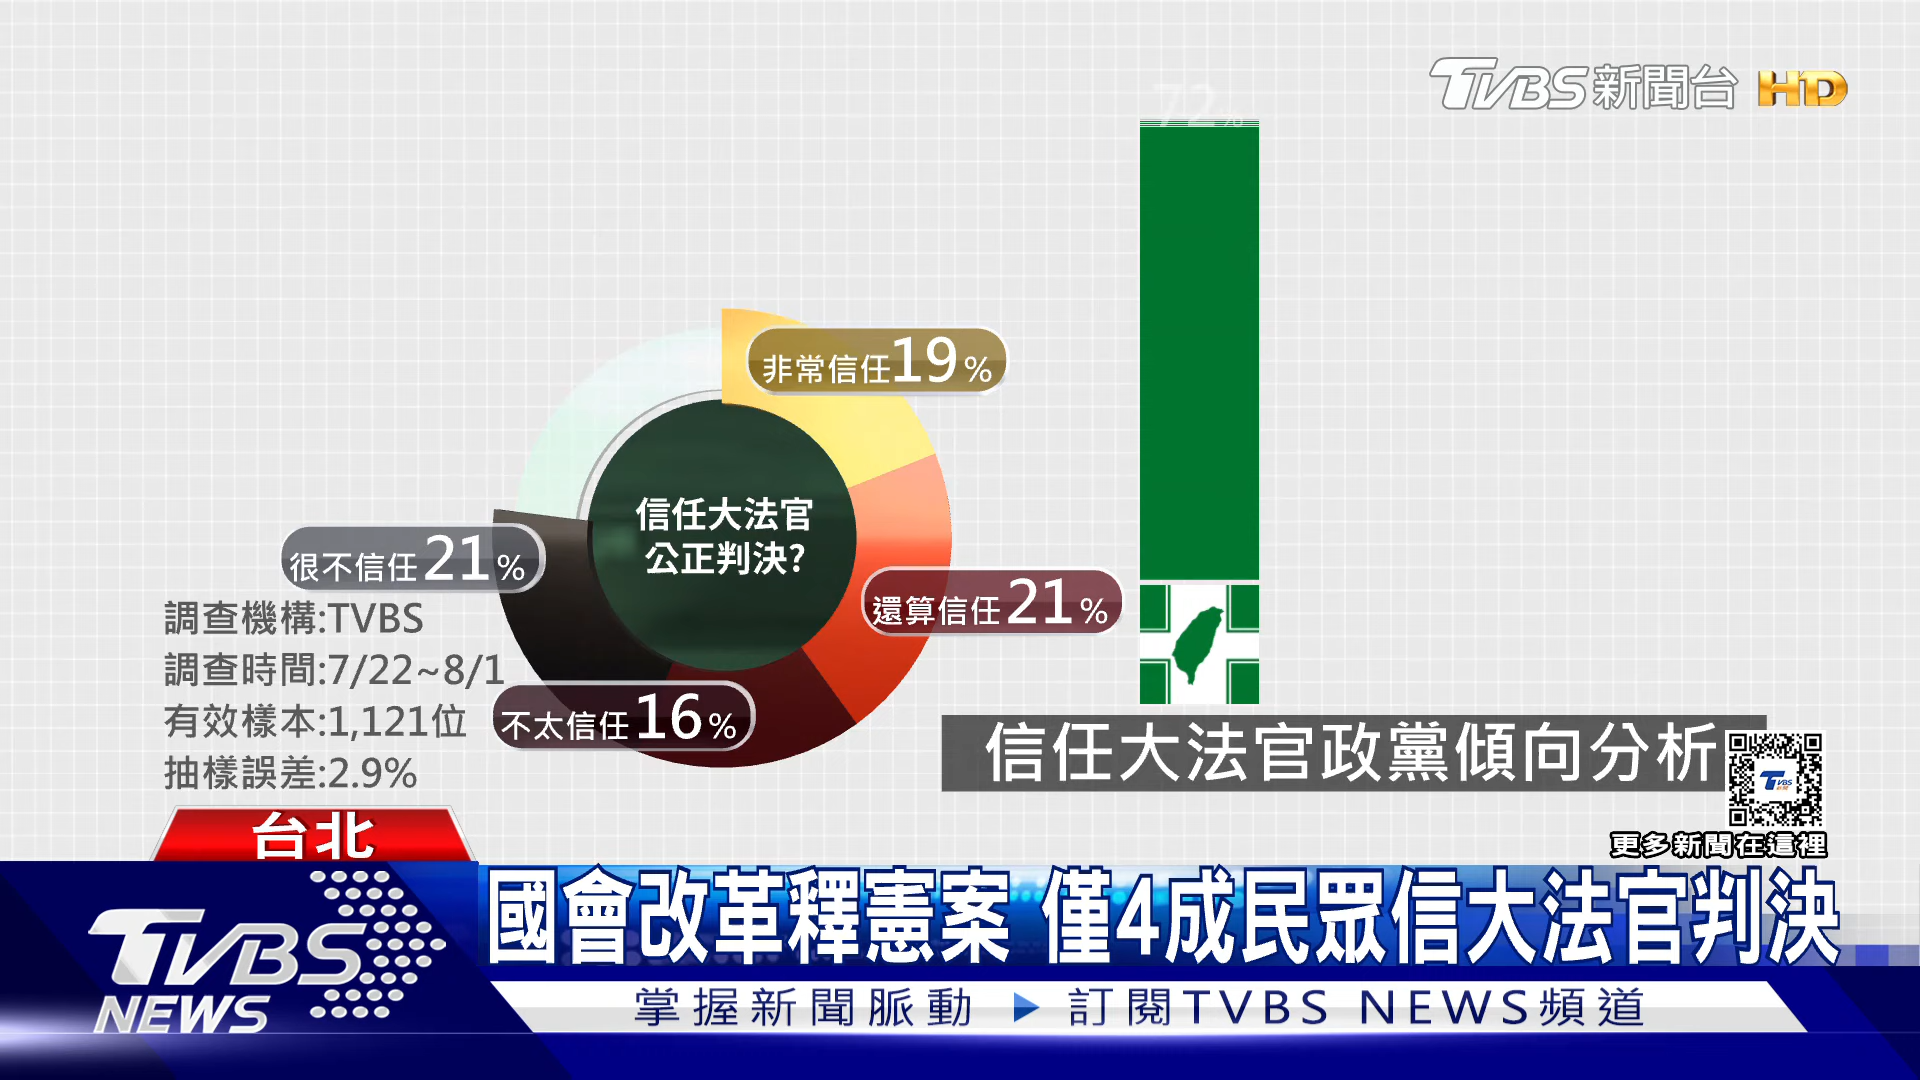 TVBS新聞台 HD
72%
非常信任19%
信任大法官
公正判決?
很不信任21%
還算信任21%
調查機構:TVBS
調查時間:7/22~8/1
有效樣本:1,121位
不太信任16%
抽樣誤差:2.9%
信任大法官政黨傾向分析
TVBS
更多新聞在這裡
台北
國會改革釋憲案 僅4成民眾信大法官判決
TVBS
NEWS
掌握新聞脈動 ▶ 訂閱TVBS NEWS頻道